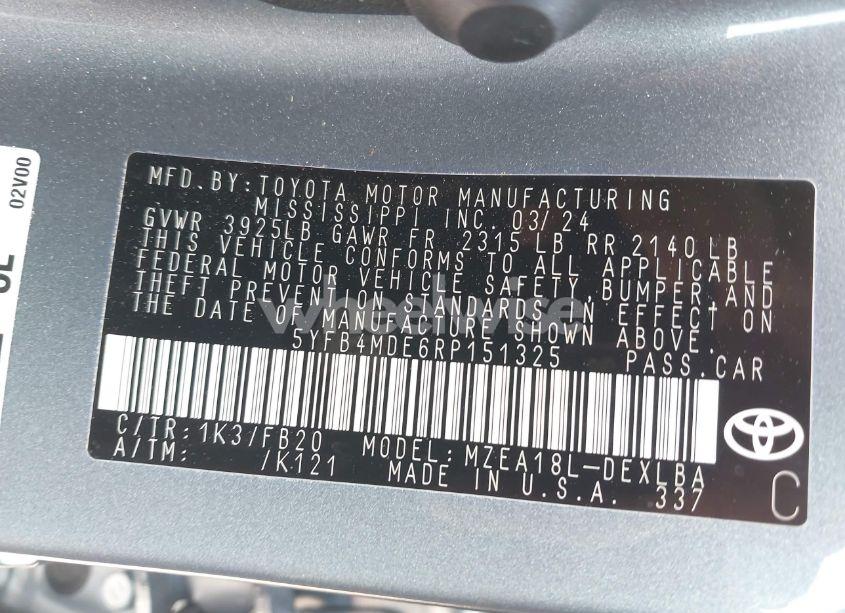 MFD.BY:TOYOTA MOTOR MANUFACTURING
MISSISSIPPI INC. 03/24
GVWR 3925LB GAWR FR 2315 LB RR 2140 LB
THIS VEHICLE CONFORMS TO ALL APPLICABLE
FEDERAL MOTOR VEHICLE SAFETY,BUMPER,AND
THEFT PREVENTION STANDARDS IN EFFECT ON
THE DATE OF MANUFACTURE SHOWN ABOVE.
5YFB4MDE6RP151325 PASS.CAR
C/TR:1K3/FB20 MODEL:MZEA18L-DEXLBA
A/TM: /K121 MADE IN U.S.A. 337
C
02V00